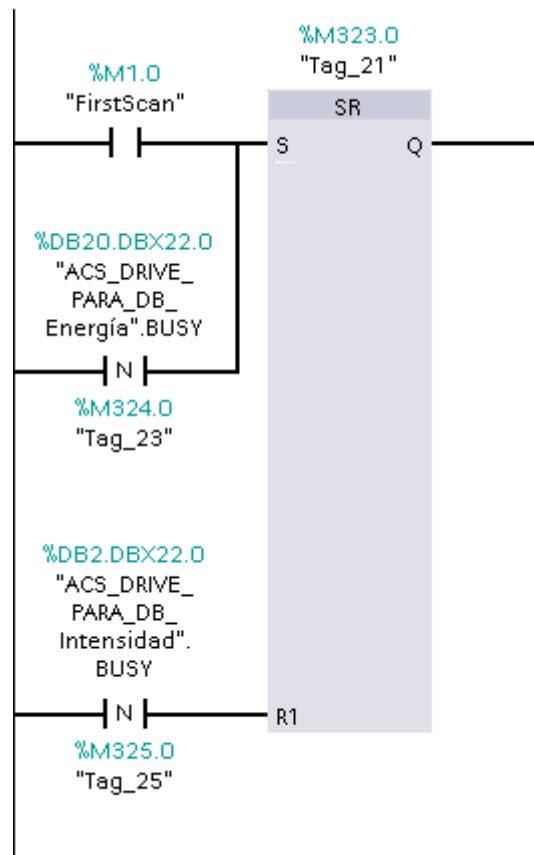 %M323.0
"Tag_21"
%M1.0
"FirstScan"
SR
S
Q
%DB20.DBX22.0
"ACS_DRIVE_
PARA_DB_
Energía".BUSY
N
%M324.0
"Tag_23"
%DB2.DBX22.0
"ACS_DRIVE_
PARA_DB_
Intensidad".
BUSY
N
R1
%M325.0
"Tag_25"